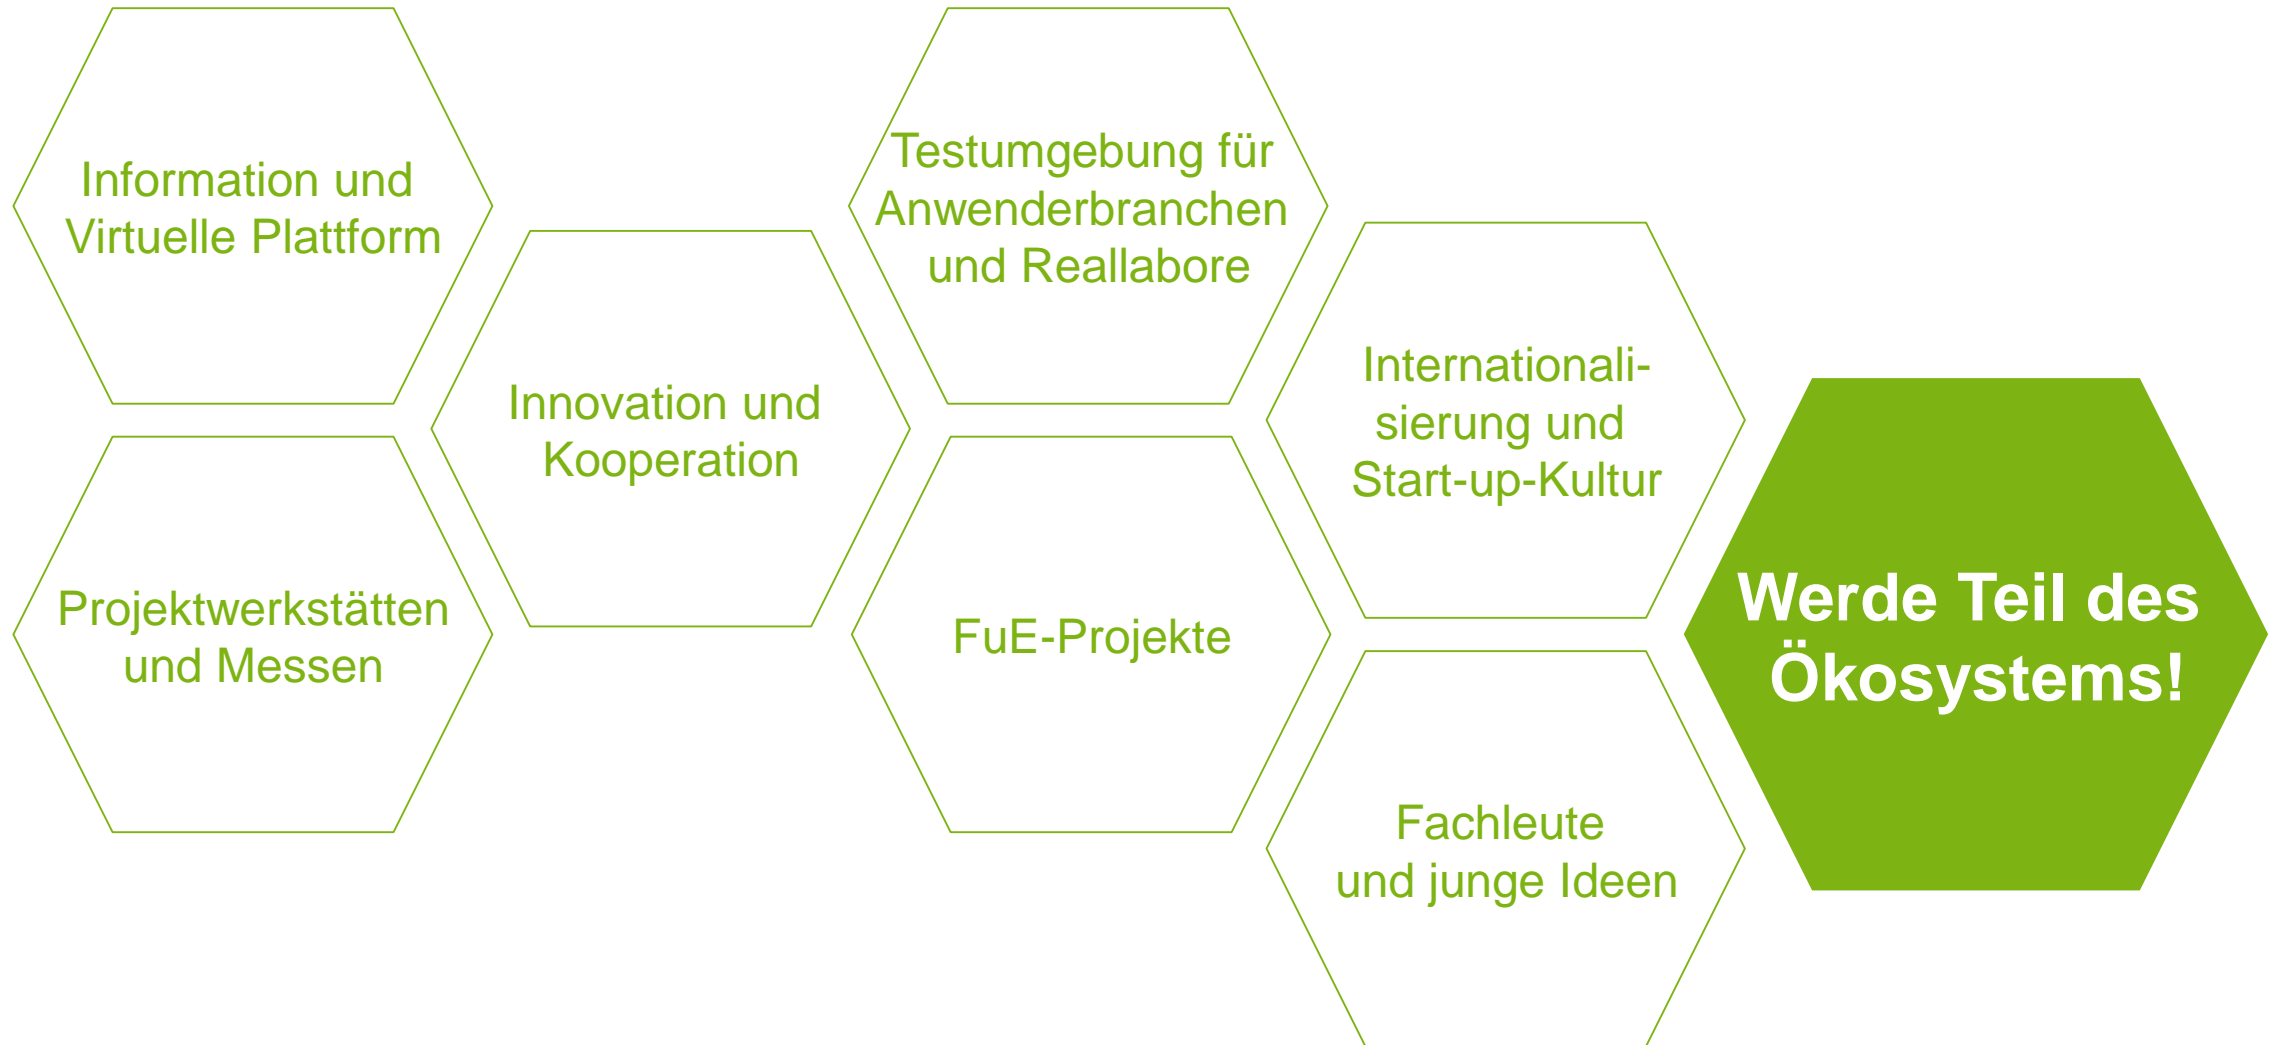 Information und
Virtuelle Plattform
Projektwerkstätten
und Messen
Innovation und
Kooperation
Testumgebung für
Anwenderbranchen
und Reallabore
FuE-Projekte
Internationali-
sierung und
Start-up-Kultur
Fachleute
und junge Ideen
Werde Teil des
Ökosystems!